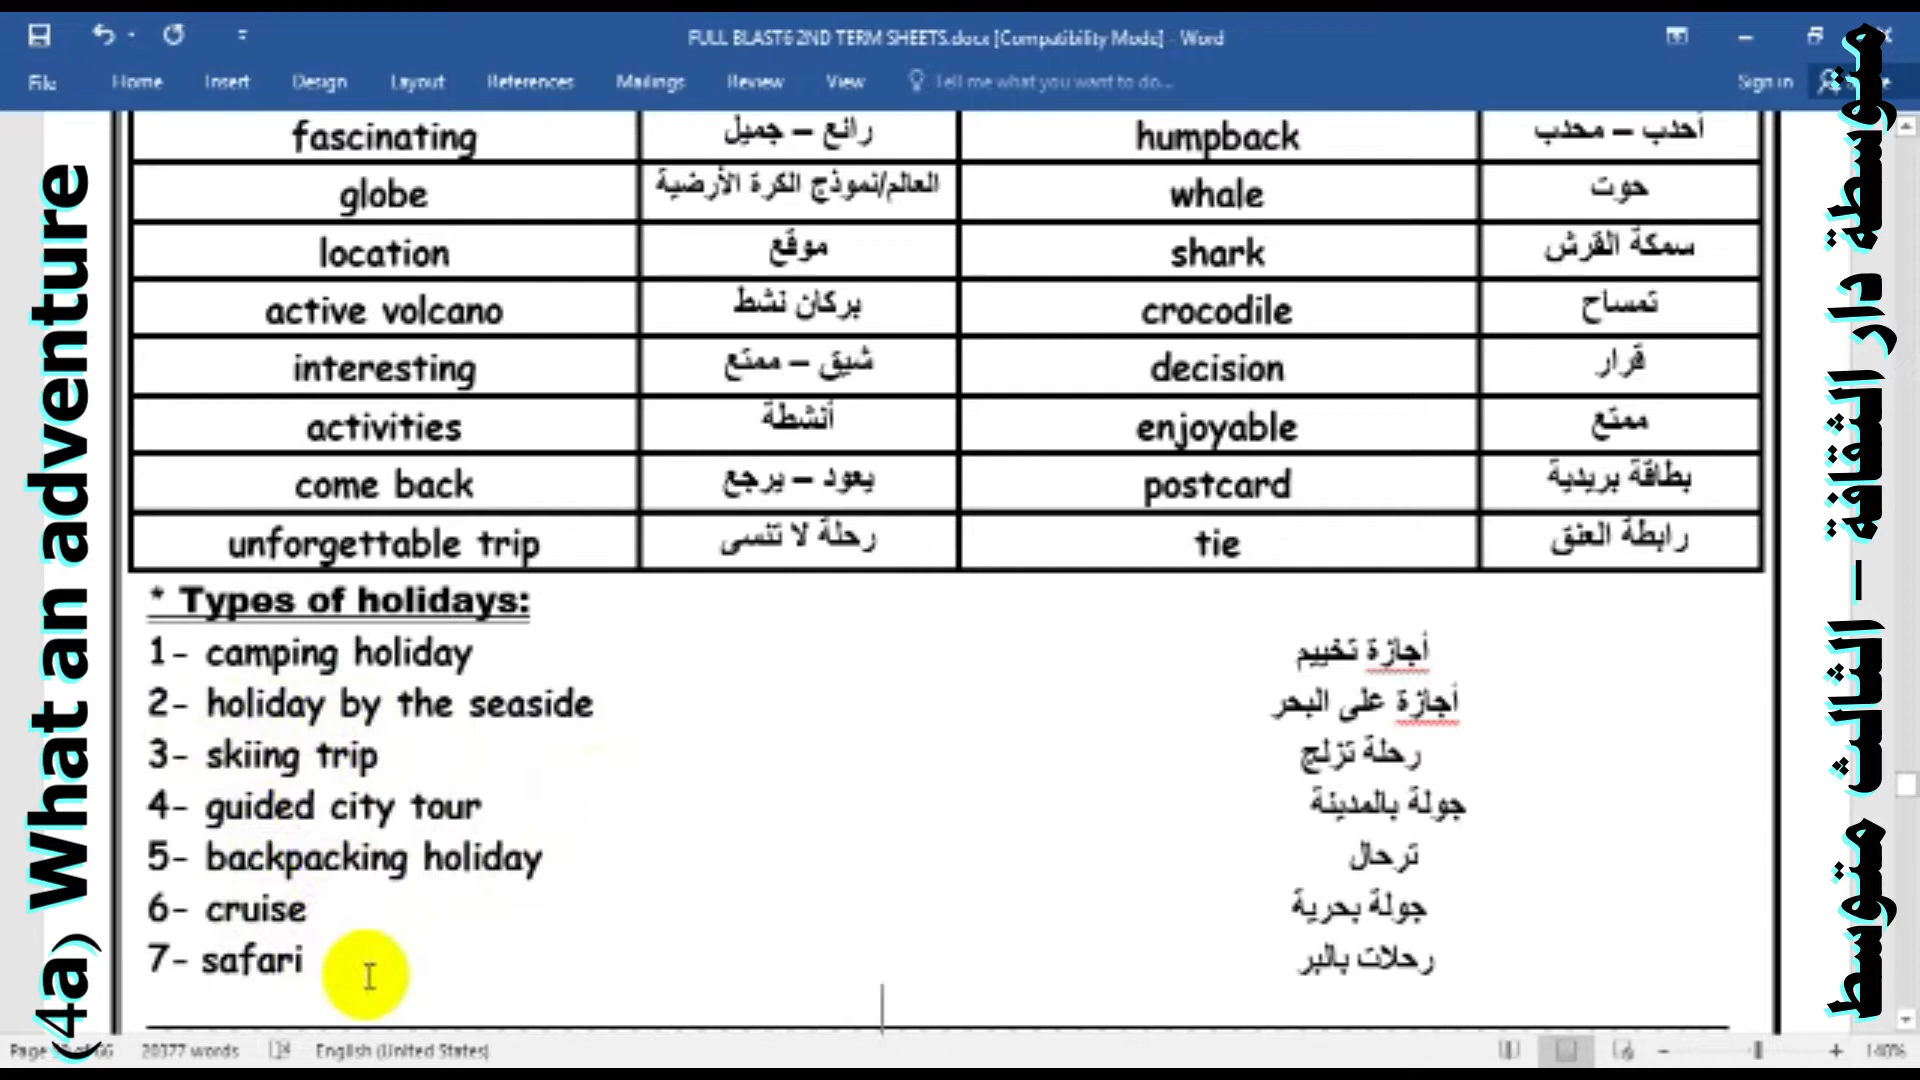 FULL BLAST6 2ND TERM SHEETS.docx [Compatibility Mode] - Word
File Home Insert Design Layout References Mailings Review View Tell me what you want to do... Sign in
fascinating رائع – جميل humpback أحدب – محدب
globe العالم/نموذج الكرة الأرضية whale حوت
location موقع shark سمكة القرش
active volcano بركان نشط crocodile تمساح
interesting شيق – ممتع decision قرار
activities أنشطة enjoyable ممتع
come back يعود – يرجع postcard بطاقة بريدية
unforgettable trip رحلة لا تنسى tie رابطة العنق
* Types of holidays:
1- camping holiday أجازة تخييم
2- holiday by the seaside أجازة على البحر
3- skiing trip رحلة تزلج
4- guided city tour جولة بالمدينة
5- backpacking holiday ترحال
6- cruise جولة بحرية
7- safari رحلات بالبر
20377 words English (United States) 140%
(4a) What an adventure
متوسطة دار الثقافة – الثالث متوسط